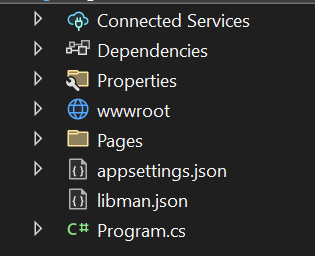 Connected Services
Dependencies
Properties
wwwroot
Pages
appsettings.json
libman.json
C# Program.cs